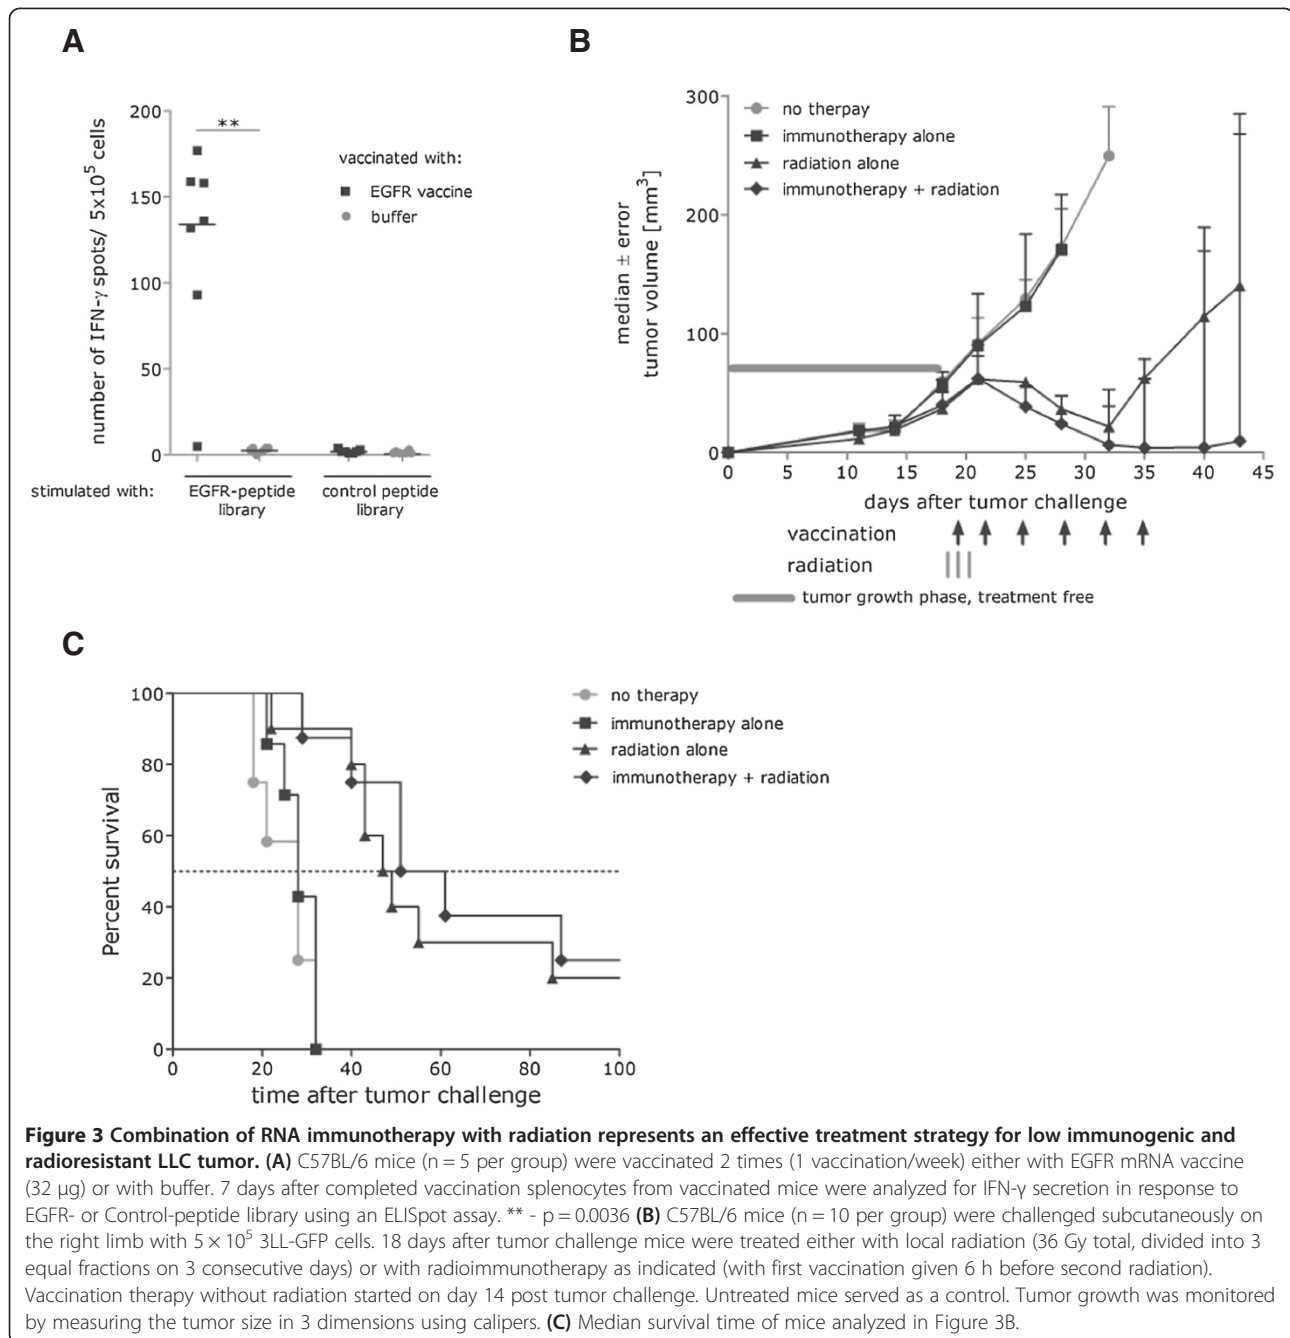 A
number of IFN-γ spots/ 5x10⁵ cells
200
150
100
50
0
**
vaccinated with:
EGFR vaccine
buffer
stimulated with:
EGFR-peptide
library
control peptide
library
B
median ± error
tumor volume [mm³]
300
200
100
0
no therpay
immunotherapy alone
radiation alone
immunotherapy + radiation
0 5 10 15 20 25 30 35 40 45
days after tumor challenge
vaccination
radiation
tumor growth phase, treatment free
C
Percent survival
100
80
60
40
20
0
0 20 40 60 80 100
time after tumor challenge
no therapy
immunotherapy alone
radiation alone
immunotherapy + radiation
Figure 3 Combination of RNA immunotherapy with radiation represents an effective treatment strategy for low immunogenic and
radioresistant LLC tumor. (A) C57BL/6 mice (n = 5 per group) were vaccinated 2 times (1 vaccination/week) either with EGFR mRNA vaccine
(32 μg) or with buffer. 7 days after completed vaccination splenocytes from vaccinated mice were analyzed for IFN-γ secretion in response to
EGFR- or Control-peptide library using an ELISpot assay. ** - p = 0.0036 (B) C57BL/6 mice (n = 10 per group) were challenged subcutaneously on
the right limb with 5 × 10⁵ 3LL-GFP cells. 18 days after tumor challenge mice were treated either with local radiation (36 Gy total, divided into 3
equal fractions on 3 consecutive days) or with radioimmunotherapy as indicated (with first vaccination given 6 h before second radiation).
Vaccination therapy without radiation started on day 14 post tumor challenge. Untreated mice served as a control. Tumor growth was monitored
by measuring the tumor size in 3 dimensions using calipers. (C) Median survival time of mice analyzed in Figure 3B.